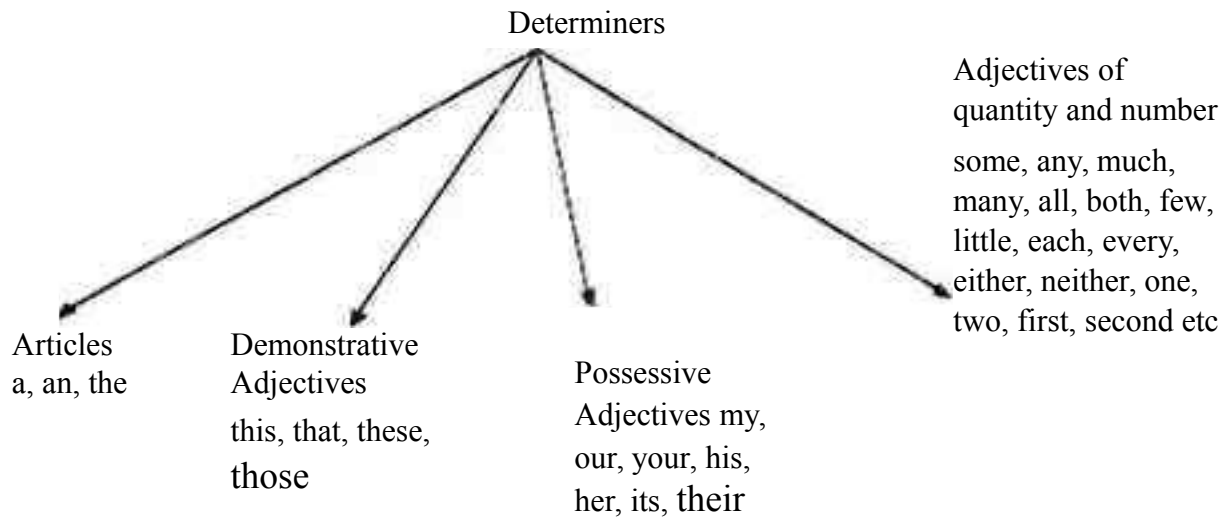 Determiners
Adjectives of
quantity and number
some, any, much,
many, all, both, few,
little, each, every,
either, neither, one,
two, first, second etc
Articles
a, an, the
Demonstrative
Adjectives
this, that, these,
those
Possessive
Adjectives my,
our, your, his,
her, its, their